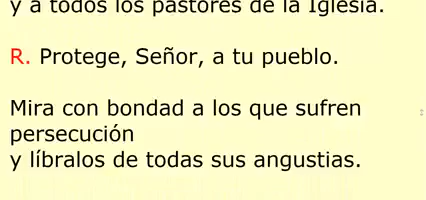 y a todos los pastores de la Iglesia.
R. Protege, Señor, a tu pueblo.
Mira con bondad a los que sufren
persecución
y líbralos de todas sus angustias.